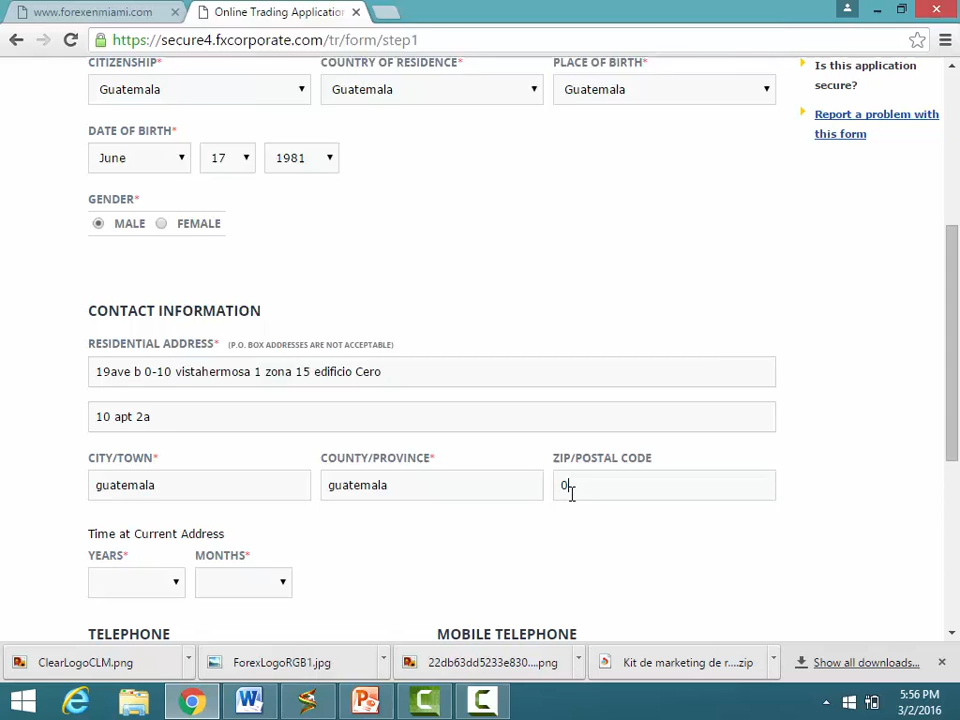 www.forexenmiami.com
Online Trading Application
https://secure4.fxcorporate.com/tr/form/step1
CITIZENSHIP* COUNTRY OF RESIDENCE* PLACE OF BIRTH*
Guatemala Guatemala Guatemala
Is this application
secure?
Report a problem with
this form
DATE OF BIRTH*
June 17 1981
GENDER*
MALE FEMALE
CONTACT INFORMATION
RESIDENTIAL ADDRESS* (P.O. BOX ADDRESSES ARE NOT ACCEPTABLE)
19ave b 0-10 vistahermosa 1 zona 15 edificio Cero
10 apt 2a
CITY/TOWN* COUNTY/PROVINCE* ZIP/POSTAL CODE
guatemala guatemala 0
Time at Current Address
YEARS* MONTHS*
TELEPHONE MOBILE TELEPHONE
ClearLogoCLM.png ForexLogoRGB1.jpg 22db63dd5233e830....png Kit de marketing de r....zip Show all downloads...
5:56 PM
3/2/2016